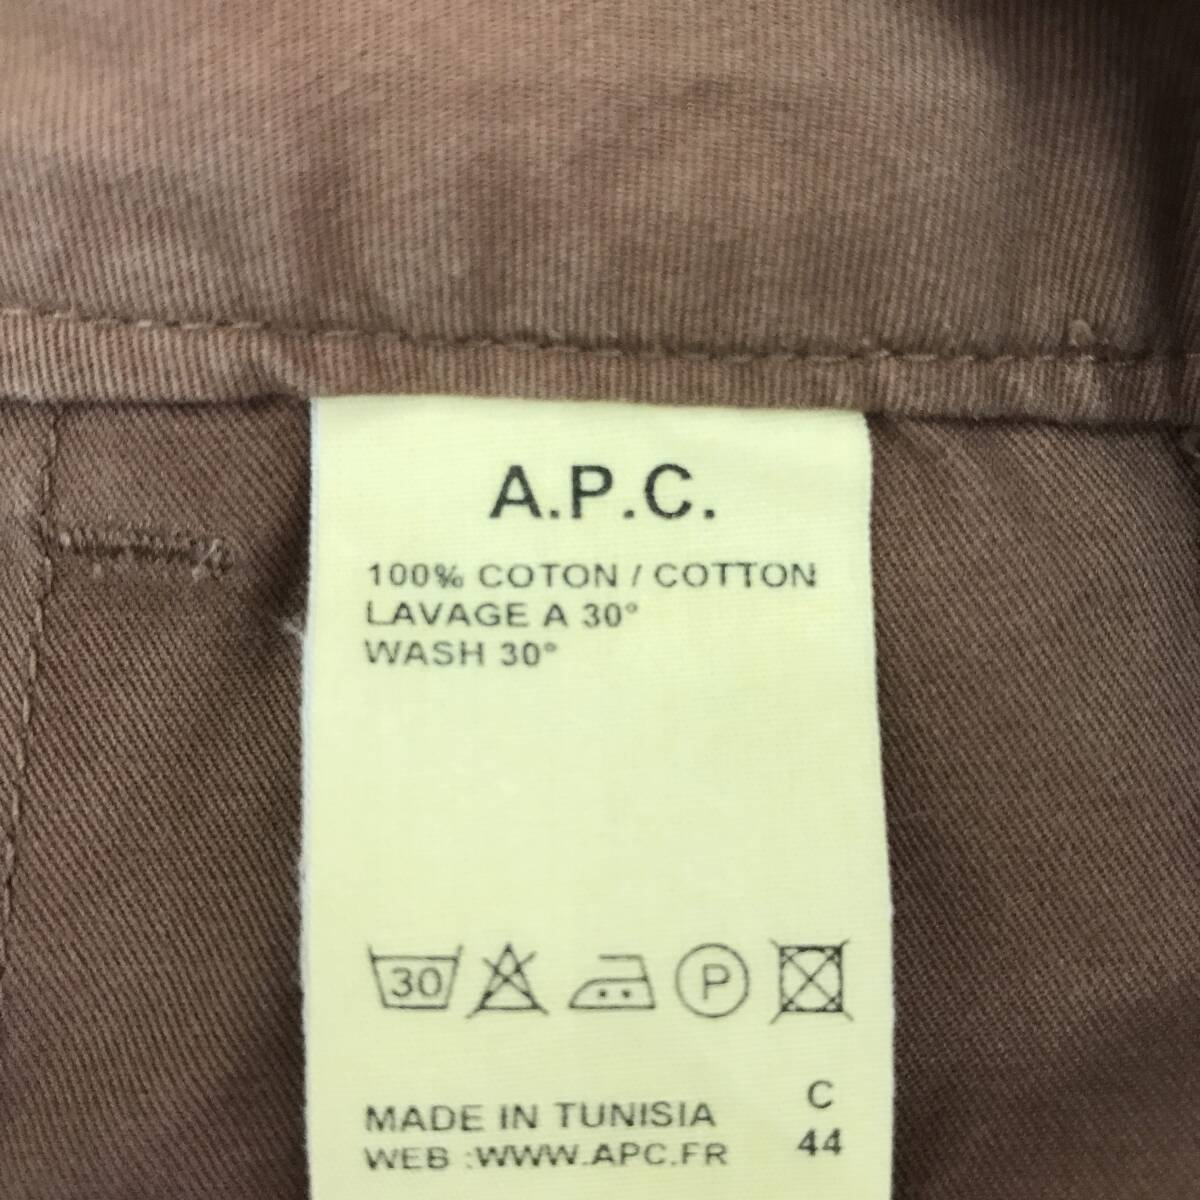 A.P.C.
100% COTON / COTTON
LAVAGE A 30°
WASH 30°
30 P
C
MADE IN TUNISIA
44
WEB :WWW.APC.FR